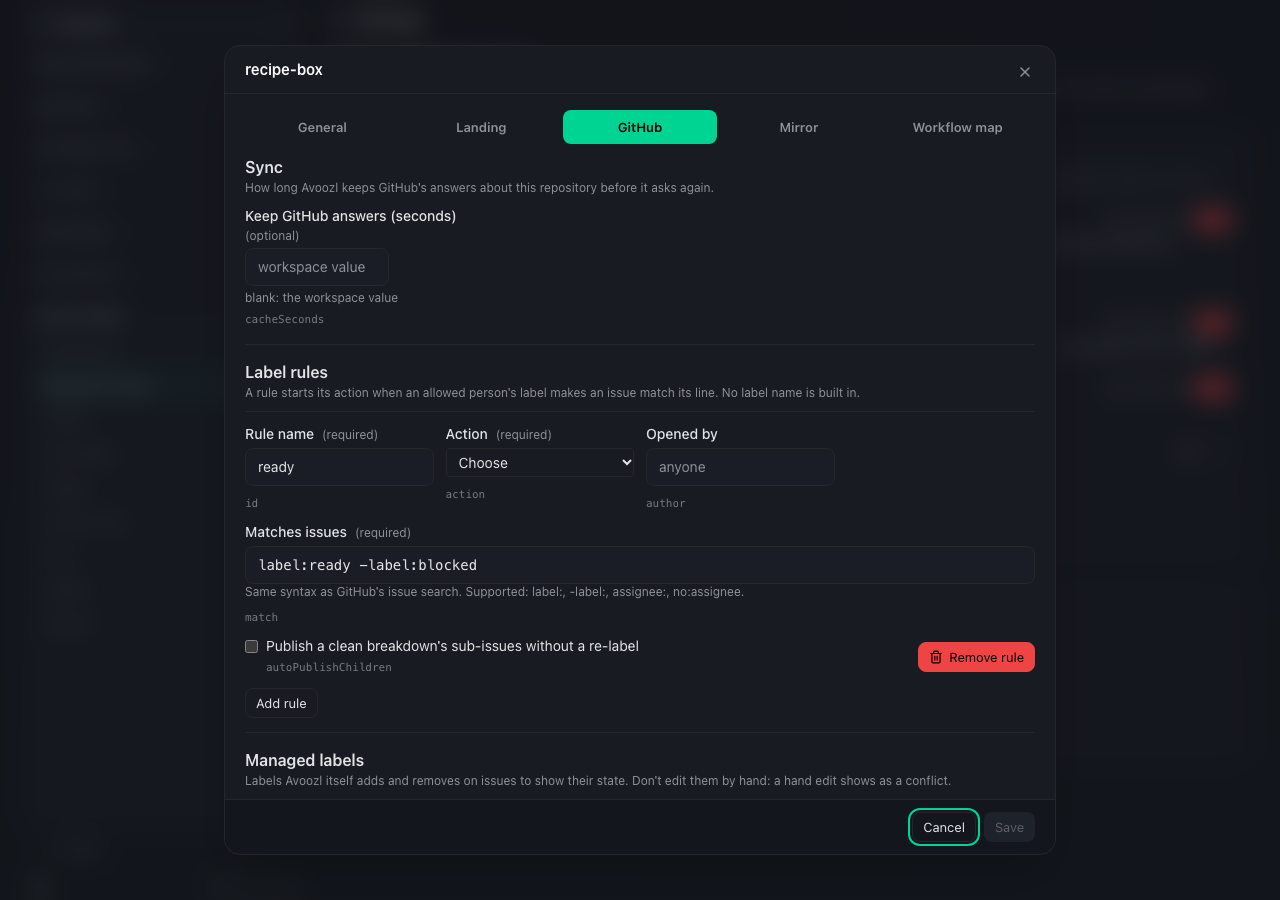 recipe-box
General Landing GitHub Mirror Workflow map
Sync
How long Avoozl keeps GitHub's answers about this repository before it asks again.
Keep GitHub answers (seconds)
(optional)
workspace value
blank: the workspace value
cacheSeconds
Label rules
A rule starts its action when an allowed person's label makes an issue match its line. No label name is built in.
Rule name (required) Action (required) Opened by
ready Choose anyone
id action author
Matches issues (required)
label:ready -label:blocked
Same syntax as GitHub's issue search. Supported: label:, -label:, assignee:, no:assignee.
match
Publish a clean breakdown's sub-issues without a re-label
autoPublishChildren
Remove rule
Add rule
Managed labels
Labels Avoozl itself adds and removes on issues to show their state. Don't edit them by hand: a hand edit shows as a conflict.
Cancel Save